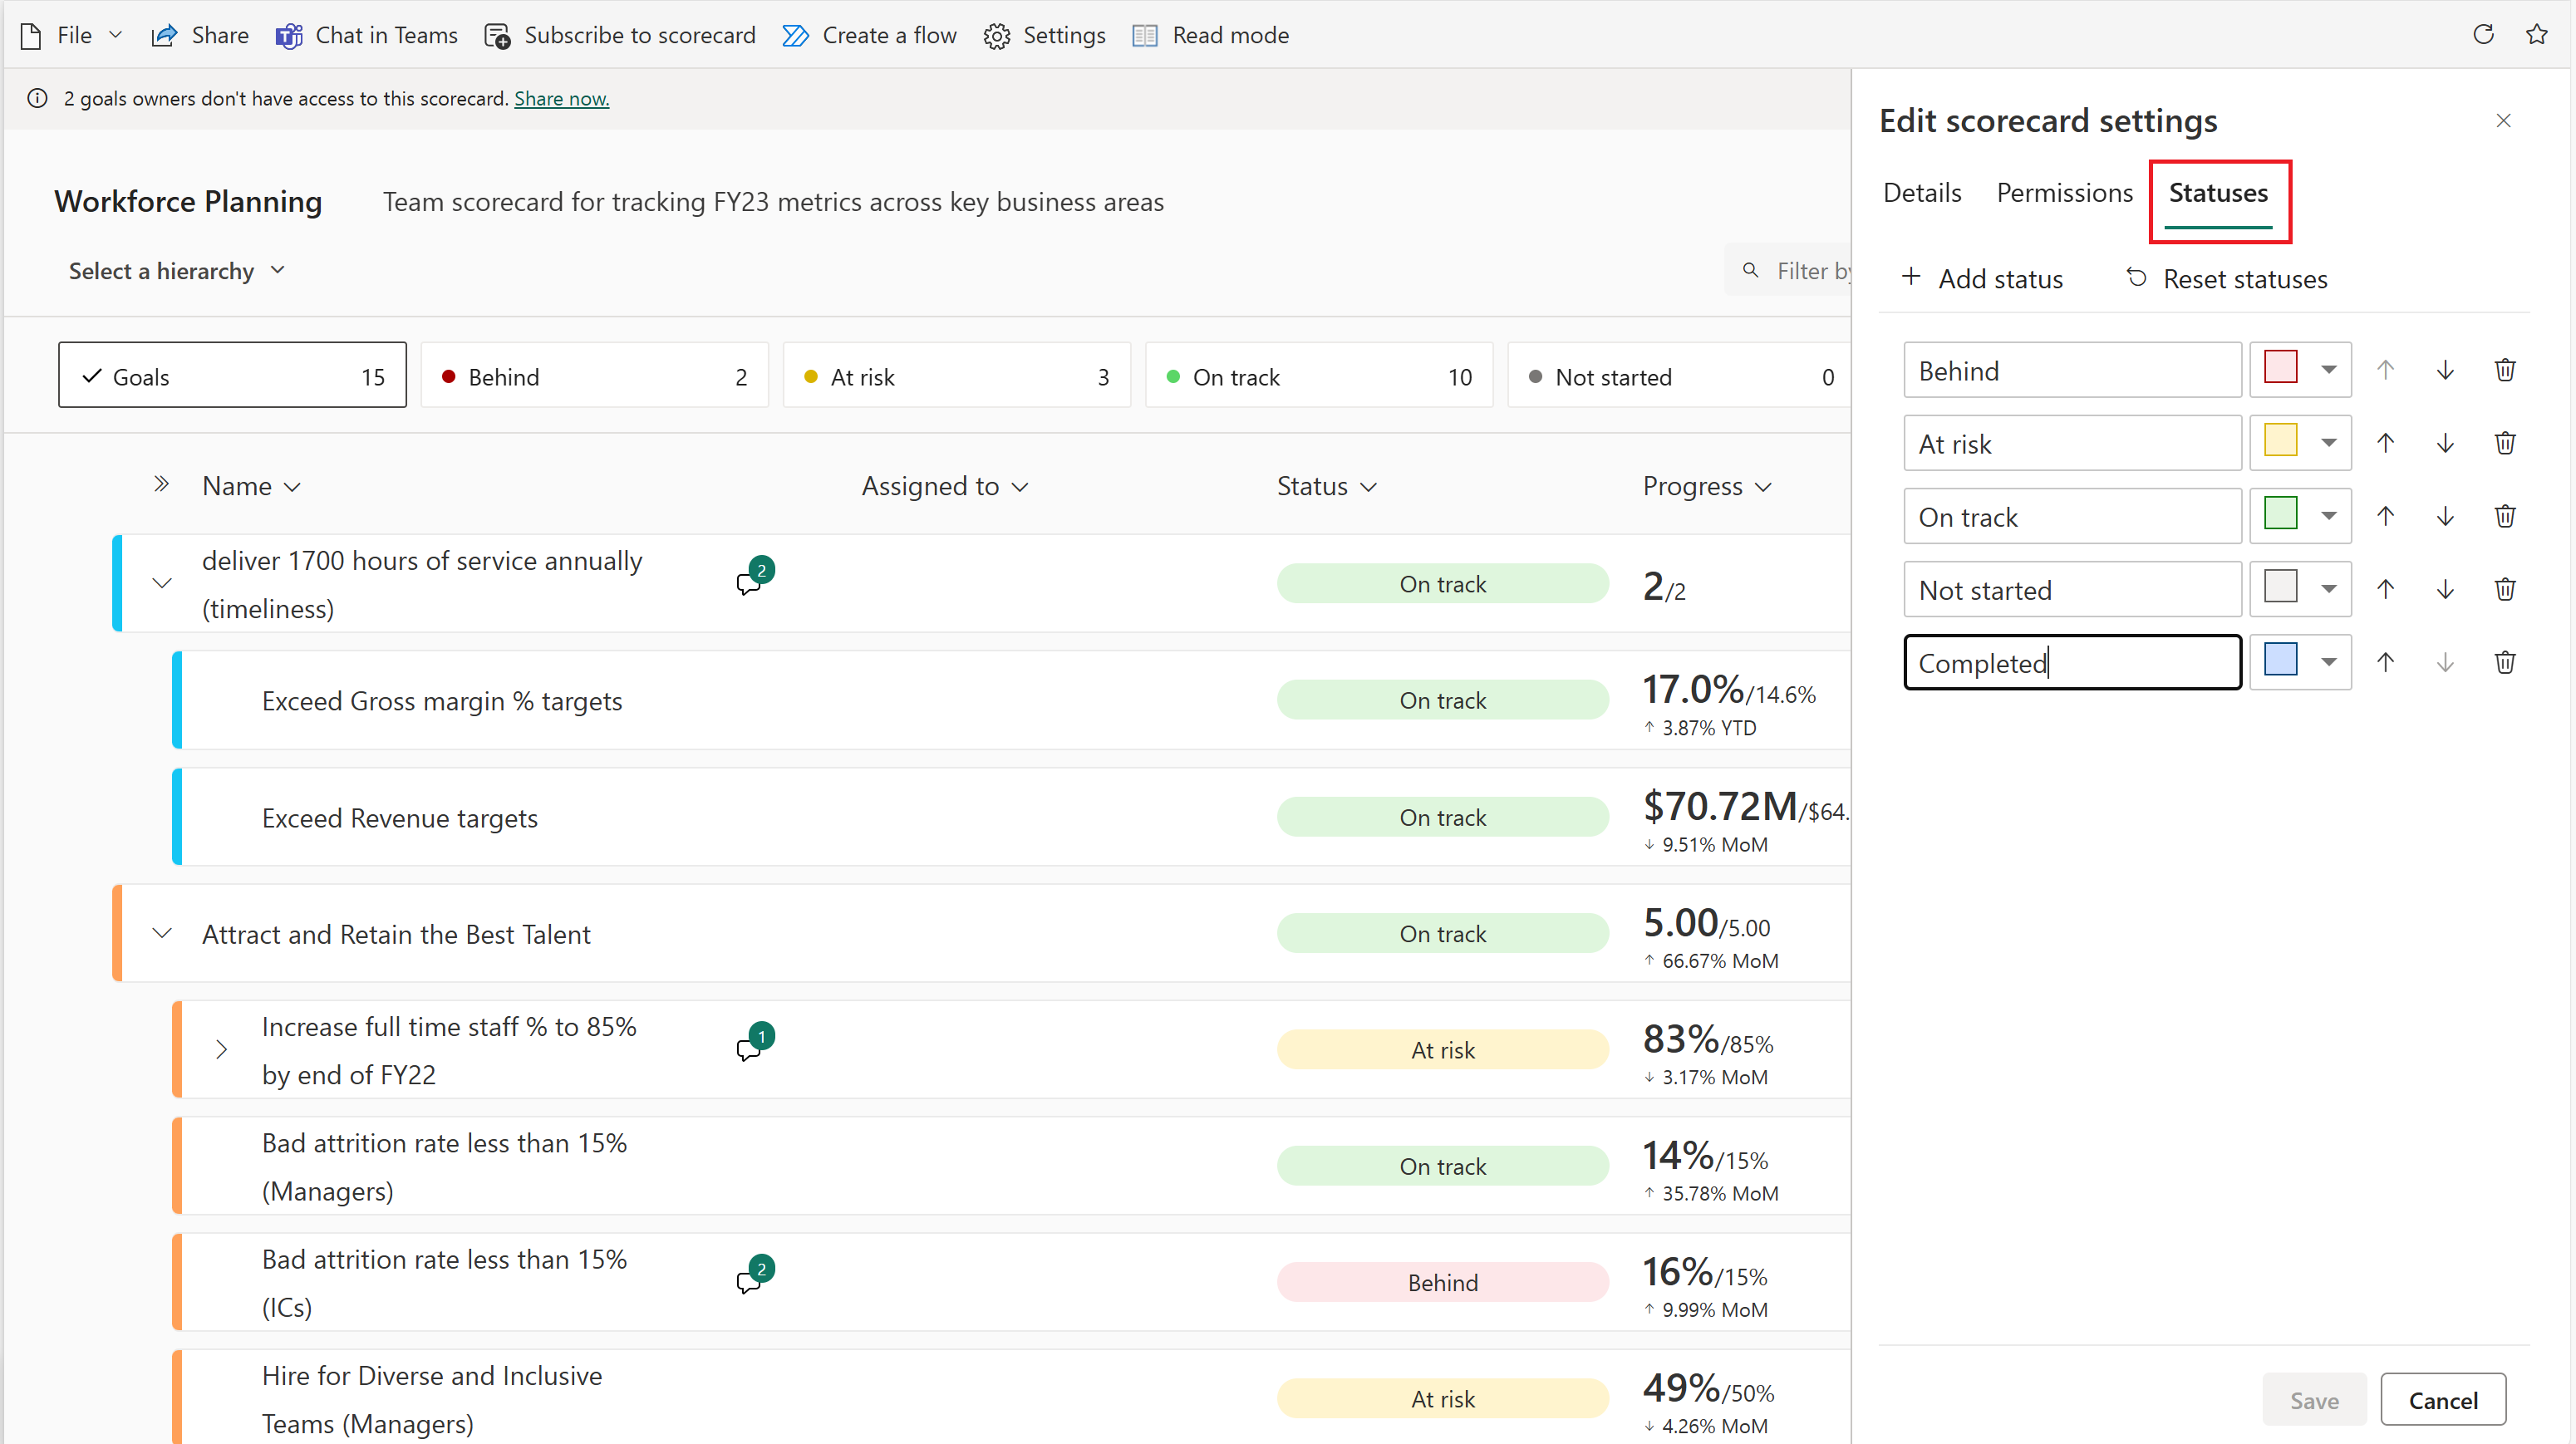 File Share Chat in Teams Subscribe to scorecard Create a flow Settings Read mode
2 goals owners don't have access to this scorecard. Share now.
Workforce Planning Team scorecard for tracking FY23 metrics across key business areas
Select a hierarchy Filter by
Goals 15 Behind 2 At risk 3 On track 10 Not started 0
Name Assigned to Status Progress
deliver 1700 hours of service annually
(timeliness)
2
On track
2/2
Exceed Gross margin % targets
On track
17.0%/14.6%
↑ 3.87% YTD
Exceed Revenue targets
On track
$70.72M/$64.
↓ 9.51% MoM
Attract and Retain the Best Talent
On track
5.00/5.00
↑ 66.67% MoM
Increase full time staff % to 85%
by end of FY22
1
At risk
83%/85%
↓ 3.17% MoM
Bad attrition rate less than 15%
(Managers)
On track
14%/15%
↑ 35.78% MoM
Bad attrition rate less than 15%
(ICs)
2
Behind
16%/15%
↑ 9.99% MoM
Hire for Diverse and Inclusive
Teams (Managers)
At risk
49%/50%
↓ 4.26% MoM
Edit scorecard settings
Details Permissions Statuses
Add status Reset statuses
Behind
At risk
On track
Not started
Completed
Save Cancel